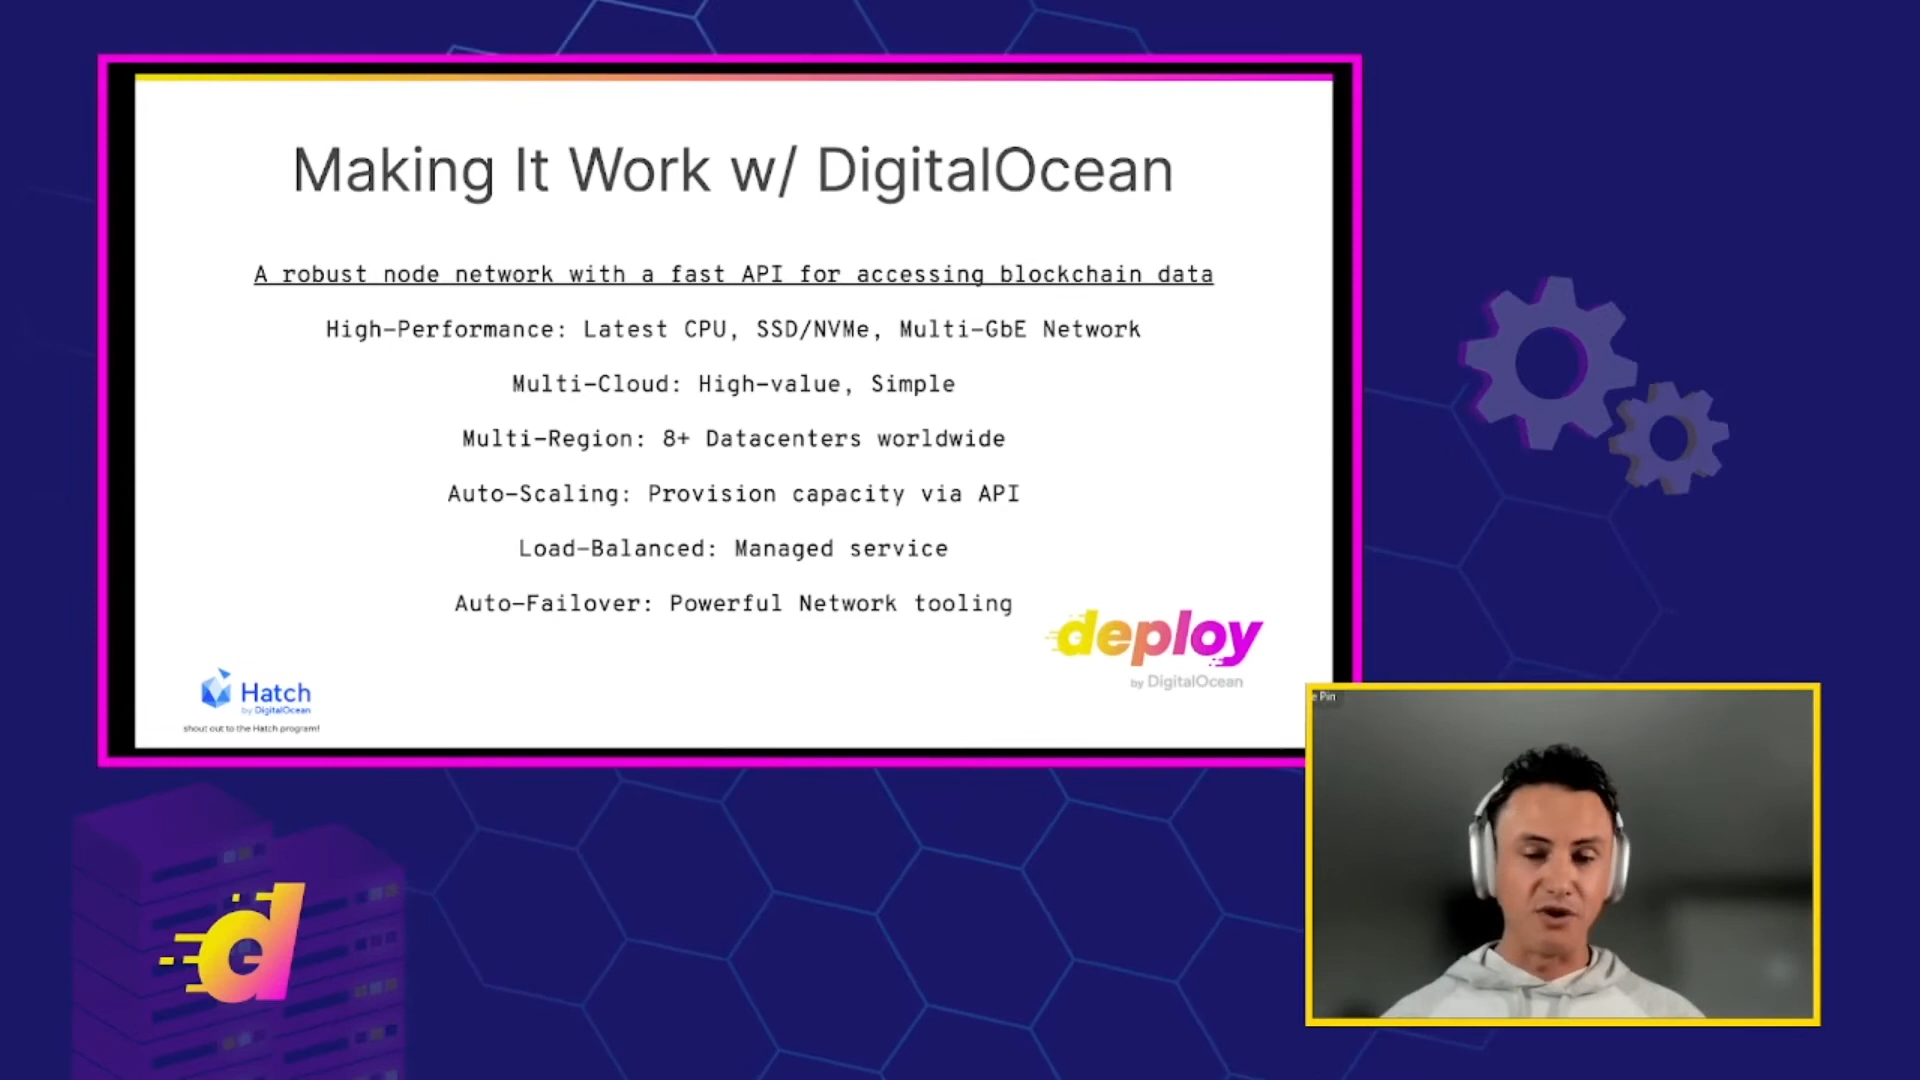 Making It Work w/ DigitalOcean
A robust node network with a fast API for accessing blockchain data
High-Performance: Latest CPU, SSD/NVMe, Multi-GbE Network
Multi-Cloud: High-value, Simple
Multi-Region: 8+ Datacenters worldwide
Auto-Scaling: Provision capacity via API
Load-Balanced: Managed service
Auto-Failover: Powerful Network tooling
deploy
by DigitalOcean
Hatch
by DigitalOcean
shout out to the Hatch program!
e Pin
d